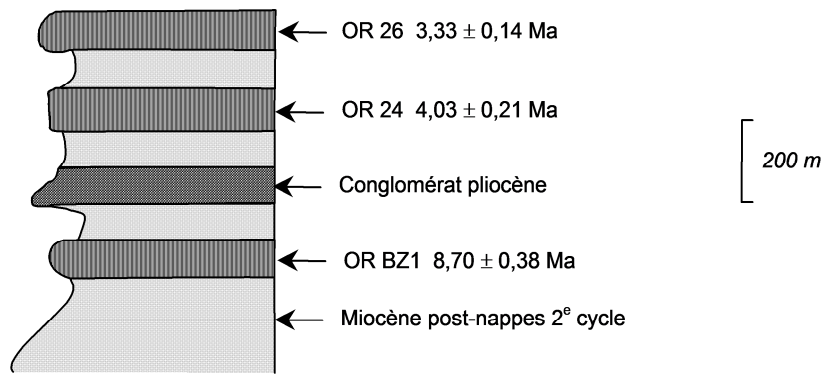 OR 26 3,33 ± 0,14 Ma
OR 24 4,03 ± 0,21 Ma
200 m
Conglomérat pliocène
OR BZ1 8,70 ± 0,38 Ma
Miocène post-nappes 2e cycle